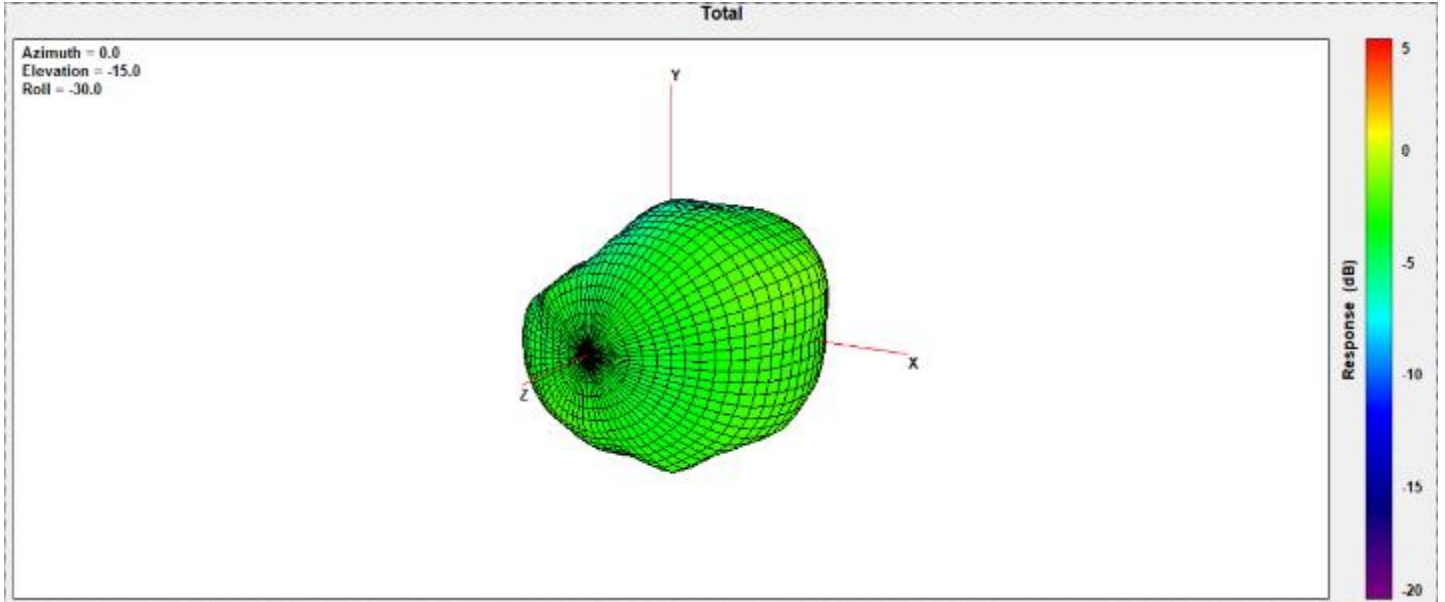 Total
Azimuth = 0.0
Elevation = -15.0
Roll = -30.0
Y
X
Z
Response (dB)
5
0
-5
-10
-15
-20